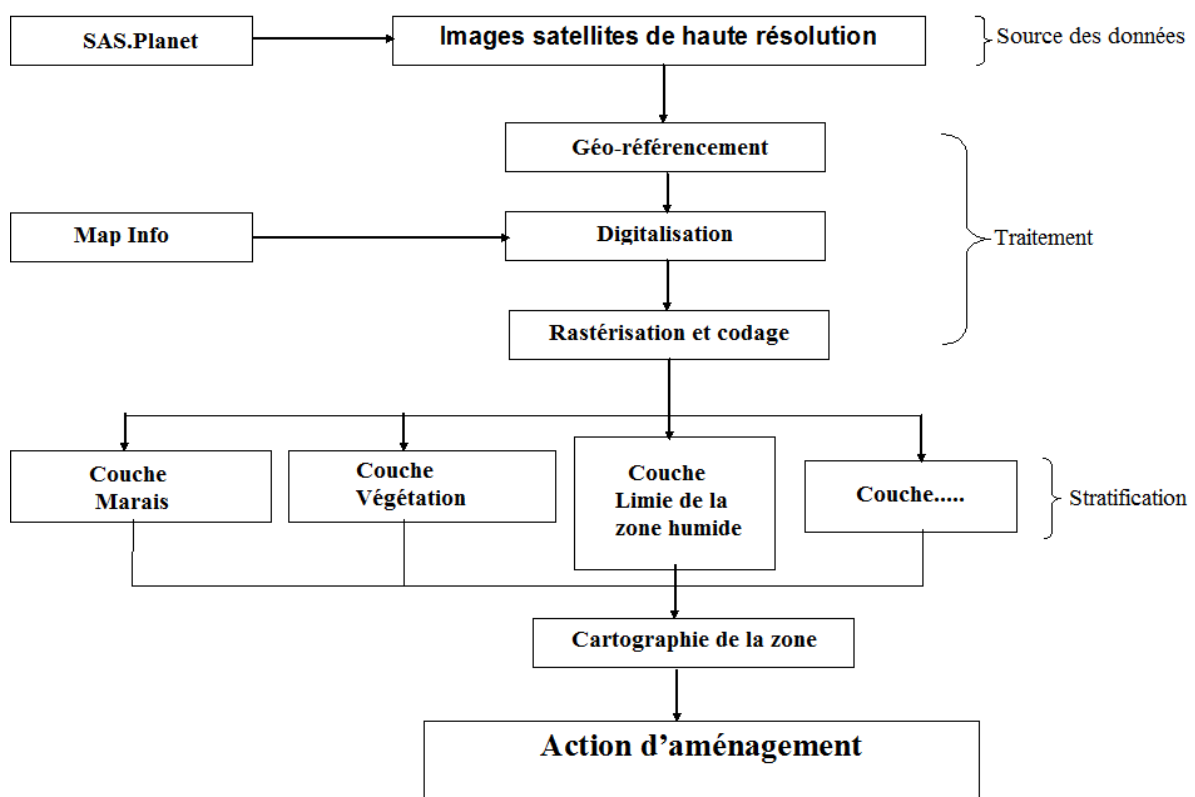 SAS.Planet
Images satellites de haute résolution
Source des données
Géo-référencement
Map Info
Digitalisation
Traitement
Rastérisation et codage
Couche
Marais
Couche
Végétation
Couche
Limie de la
zone humide
Couche.....
Stratification
Cartographie de la zone
Action d’aménagement